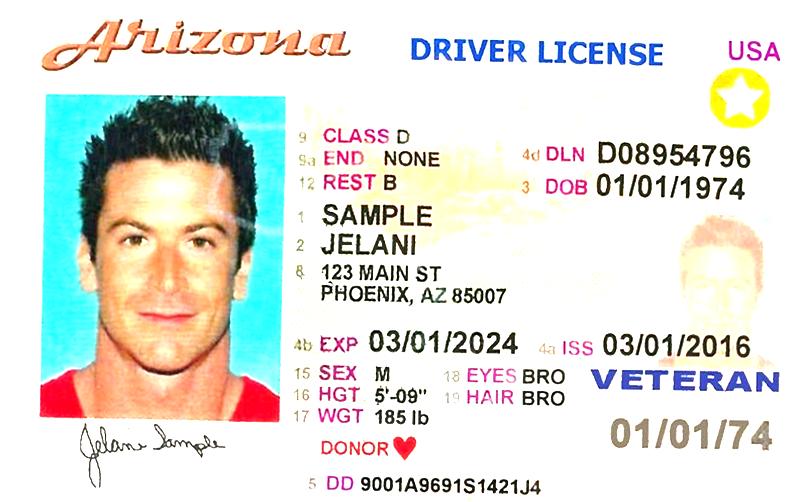 Arizona DRIVER LICENSE USA
9 CLASS D
9a END NONE 4d DLN D08954796
12 REST B 3 DOB 01/01/1974
1 SAMPLE
2 JELANI
8 123 MAIN ST
PHOENIX, AZ 85007
4b EXP 03/01/2024 4a ISS 03/01/2016
15 SEX M 18 EYES BRO VETERAN
16 HGT 5'-09" 19 HAIR BRO
17 WGT 185 lb 01/01/74
Jelani Sample
DONOR
5 DD 9001A9691S1421J4